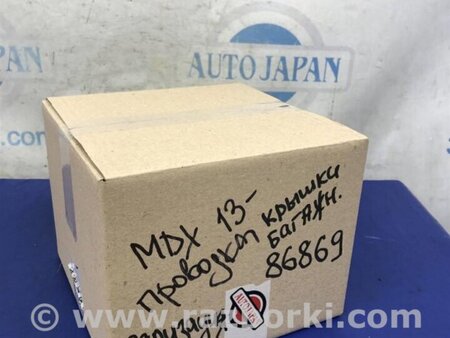 AUTO JAPAN
MDX 13-
проводка крышки
багажн.
86869
www.razborki.com